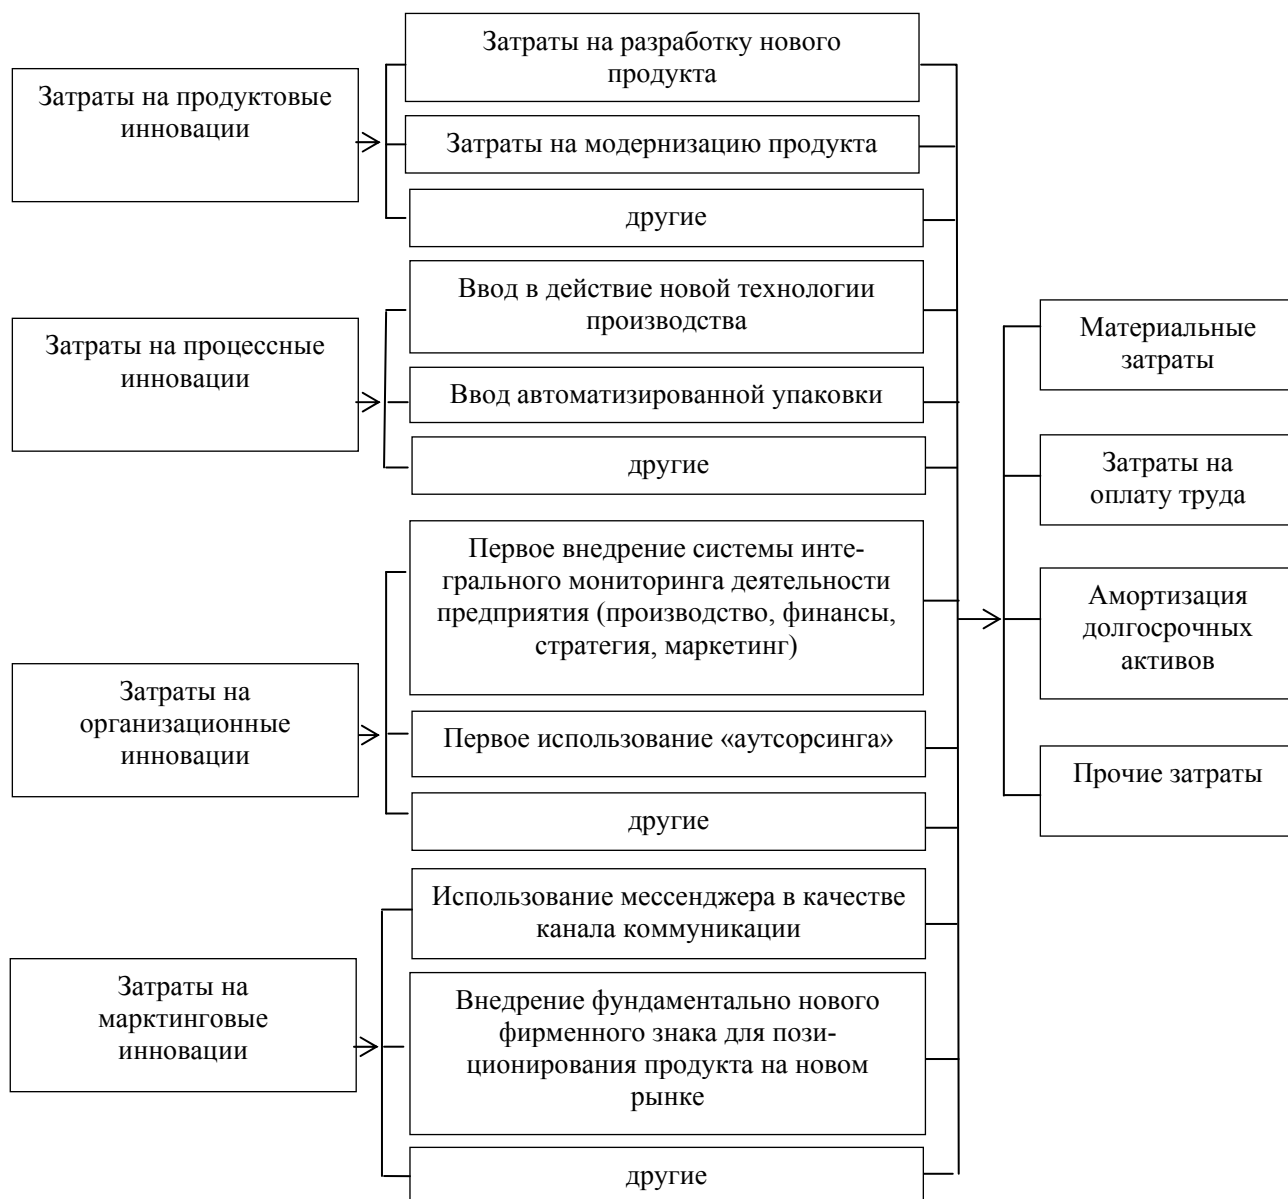 Затраты на продуктовые
инновации
Затраты на разработку нового
продукта
Затраты на модернизацию продукта
другие
Затраты на процессные
инновации
Ввод в действие новой технологии
производства
Ввод автоматизированной упаковки
другие
Затраты на
организационные
инновации
Первое внедрение системы инте-
грального мониторинга деятельности
предприятия (производство, финансы,
стратегия, маркетинг)
Первое использование «аутсорсинга»
другие
Затраты на
марктинговые
инновации
Использование мессенджера в качестве
канала коммуникации
Внедрение фундаментально нового
фирменного знака для пози-
ционирования продукта на новом
рынке
другие
Материальные
затраты
Затраты на
оплату труда
Амортизация
долгосрочных
активов
Прочие затраты